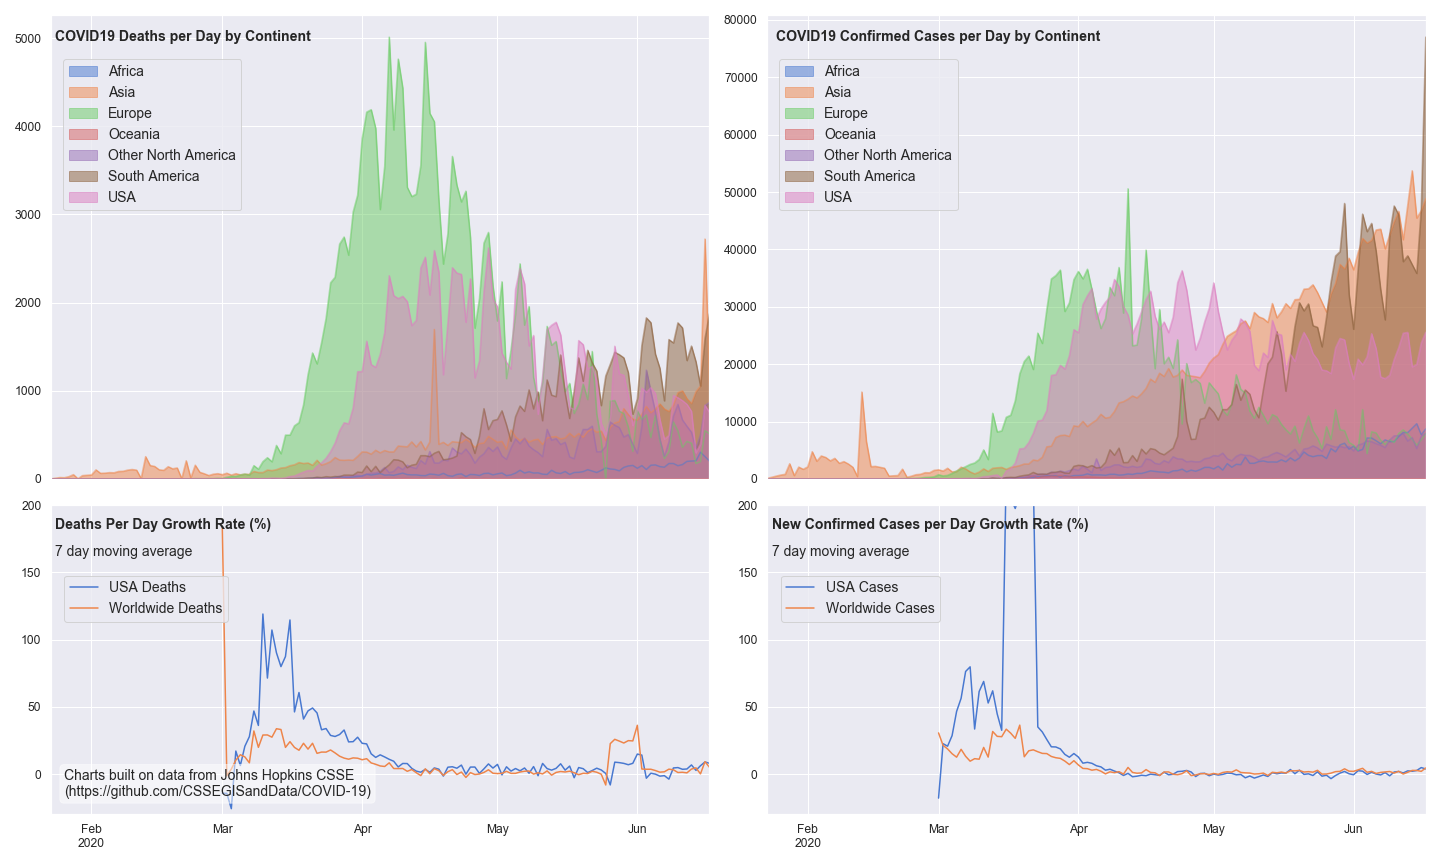 COVID19 Deaths per Day by Continent
Africa
Asia
Europe
Oceania
Other North America
South America
USA
5000
4000
3000
2000
1000
0
COVID19 Confirmed Cases per Day by Continent
Africa
Asia
Europe
Oceania
Other North America
South America
USA
80000
70000
60000
50000
40000
30000
20000
10000
0
Deaths Per Day Growth Rate (%)
7 day moving average
USA Deaths
Worldwide Deaths
200
150
100
50
0
Charts built on data from Johns Hopkins CSSE
(https://github.com/CSSEGISandData/COVID-19)
Feb Mar Apr May Jun
2020
New Confirmed Cases per Day Growth Rate (%)
7 day moving average
USA Cases
Worldwide Cases
200
150
100
50
0
Feb Mar Apr May Jun
2020